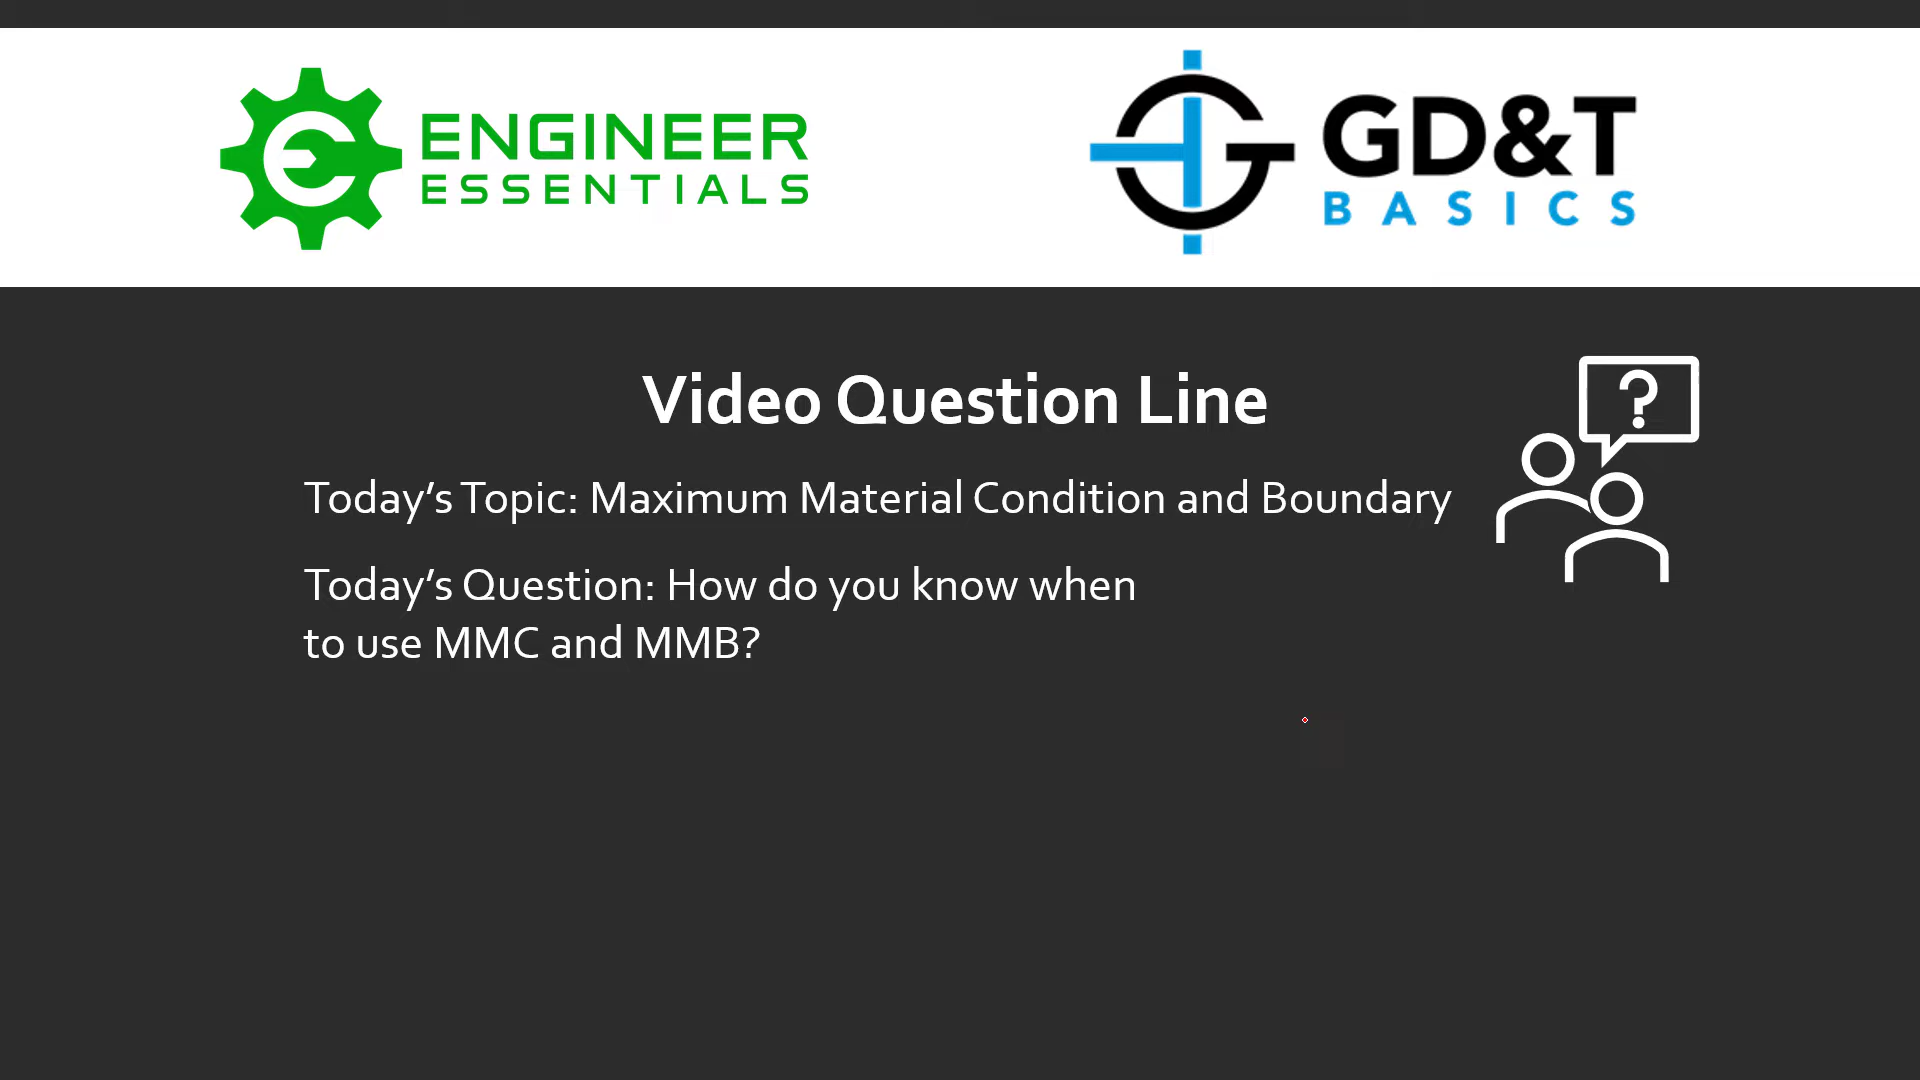 ENGINEER
ESSENTIALS
GD&T
BASICS
Video Question Line
?
Today's Topic: Maximum Material Condition and Boundary
Today's Question: How do you know when
to use MMC and MMB?